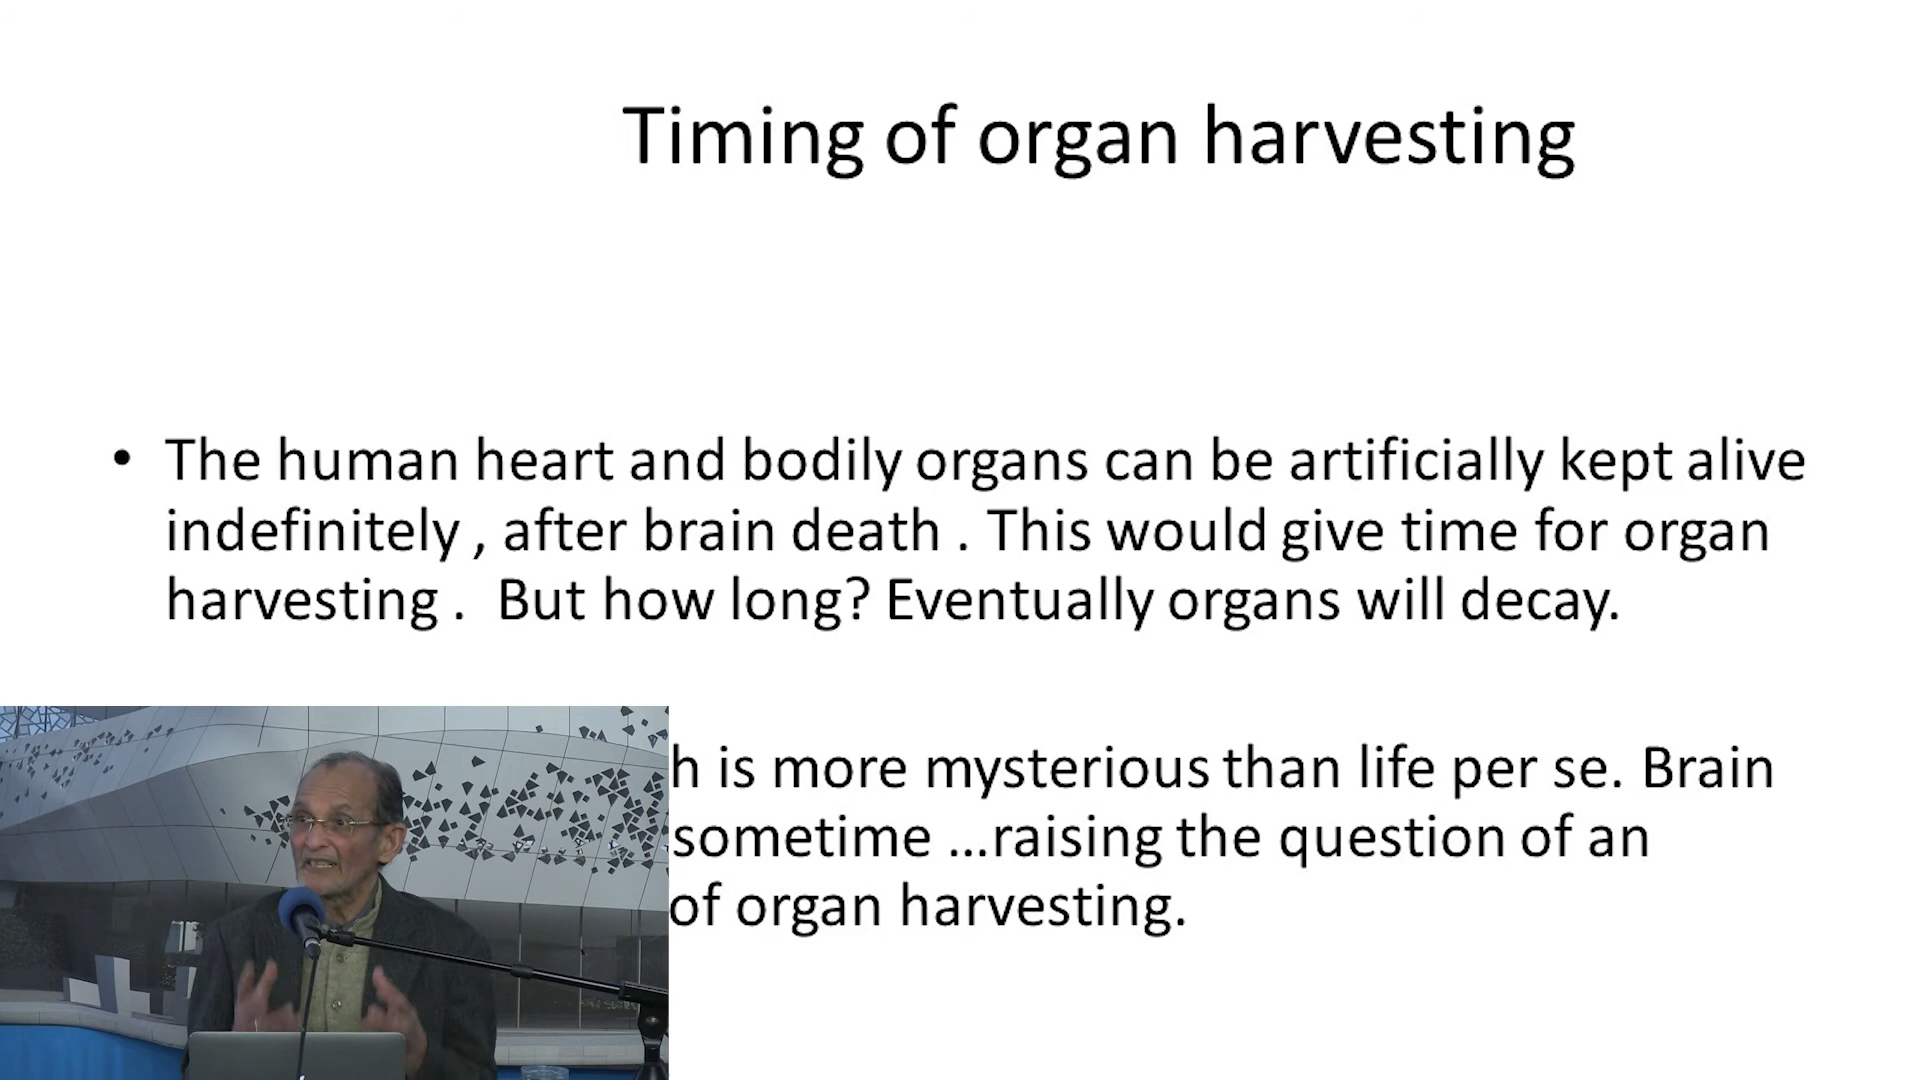 Timing of organ harvesting
• The human heart and bodily organs can be artificially kept alive
indefinitely , after brain death . This would give time for organ
harvesting .  But how long? Eventually organs will decay.
h is more mysterious than life per se. Brain
sometime ...raising the question of an
of organ harvesting.